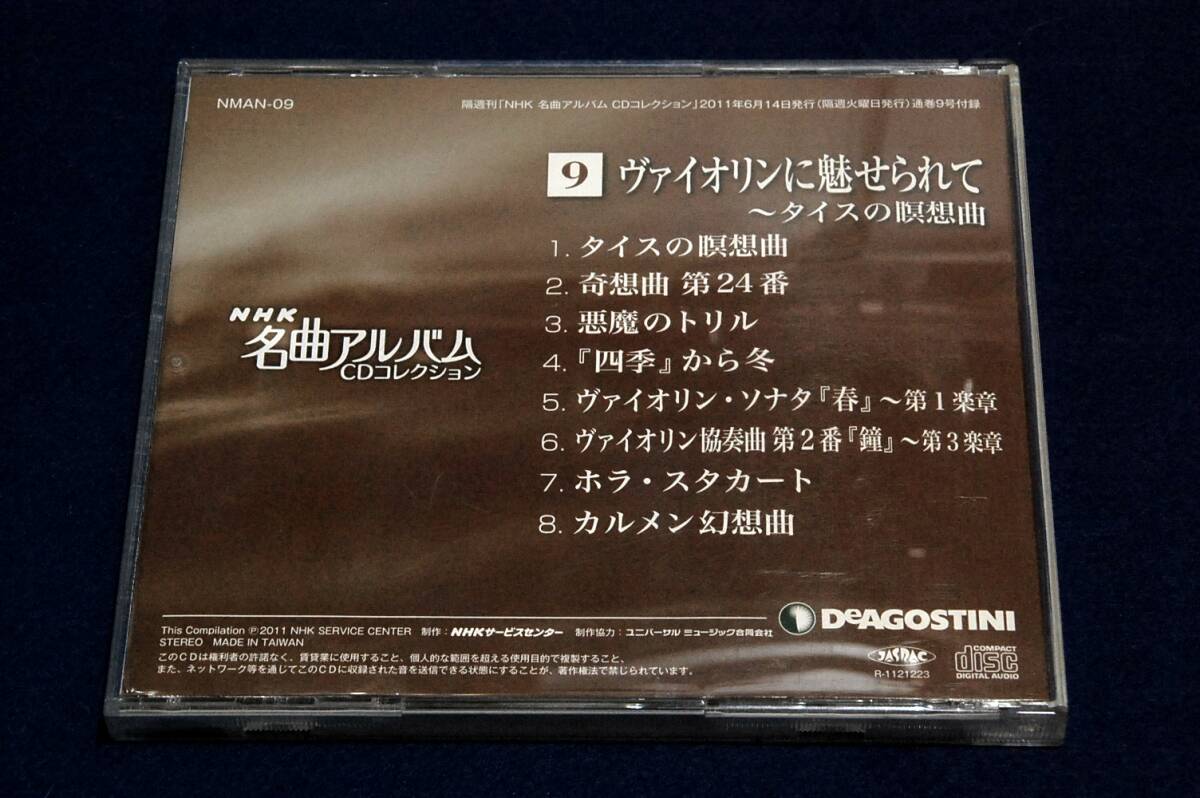 NMAN-09
隔週刊「NHK 名曲アルバム CDコレクション」2011年6月14日発行(隔週火曜日発行)通巻9号付録
9 ヴァイオリンに魅せられて
～タイスの瞑想曲
1. タイスの瞑想曲
2. 奇想曲 第24番
3. 悪魔のトリル
4. 『四季』から冬
5. ヴァイオリン・ソナタ『春』～第1楽章
6. ヴァイオリン協奏曲 第2番『鐘』～第3楽章
7. ホラ・スタカート
8. カルメン幻想曲
NHK
名曲アルバム
CDコレクション
DeAGOSTINI
This Compilation ℗2011 NHK SERVICE CENTER 制作:NHKサービスセンター 制作協力:ユニバーサル ミュージック合同会社
STEREO MADE IN TAIWAN
このCDは権利者の許諾なく、賃貸業に使用すること、個人的な範囲を超える使用目的で複製すること、
また、ネットワーク等を通じてこのCDに収録された音を送信できる状態にすることが、著作権法で禁じられています。
JASRAC
R-1121223
COMPACT
disc
DIGITAL AUDIO